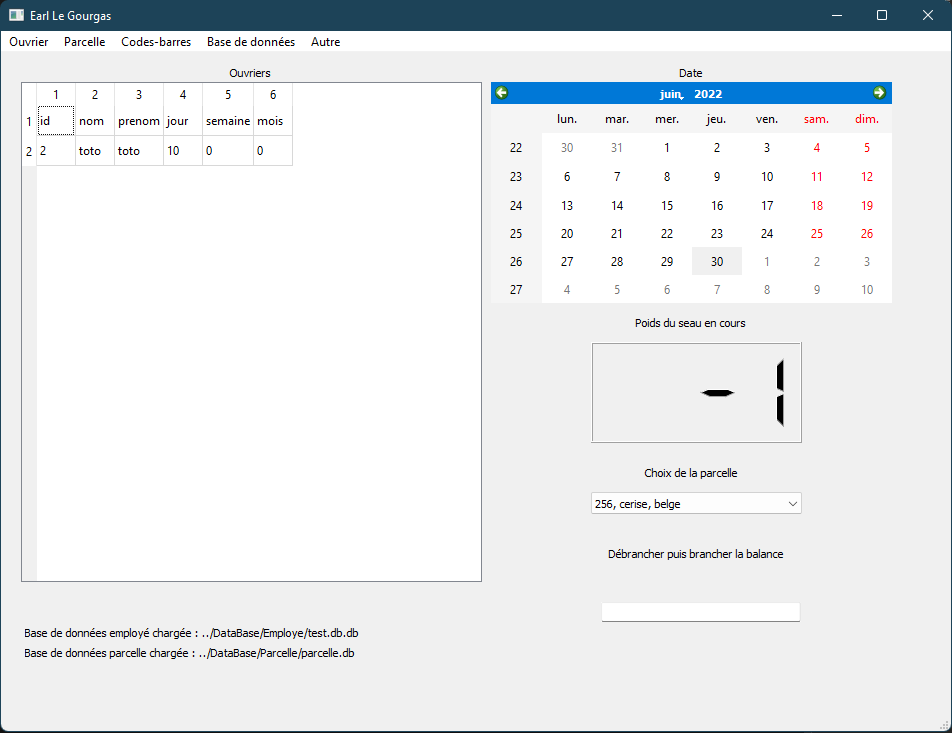 Earl Le Gourgas
Ouvrier Parcelle Codes-barres Base de données Autre
Ouvriers
1 2 3 4 5 6
1 id nom prenom jour semaine mois
2 2 toto toto 10 0 0
Date
juin, 2022
lun. mar. mer. jeu. ven. sam. dim.
22 30 31 1 2 3 4 5
23 6 7 8 9 10 11 12
24 13 14 15 16 17 18 19
25 20 21 22 23 24 25 26
26 27 28 29 30 1 2 3
27 4 5 6 7 8 9 10
Poids du seau en cours
-1
Choix de la parcelle
256, cerise, belge
Débrancher puis brancher la balance
Base de données employé chargée : ../DataBase/Employe/test.db.db
Base de données parcelle chargée : ../DataBase/Parcelle/parcelle.db